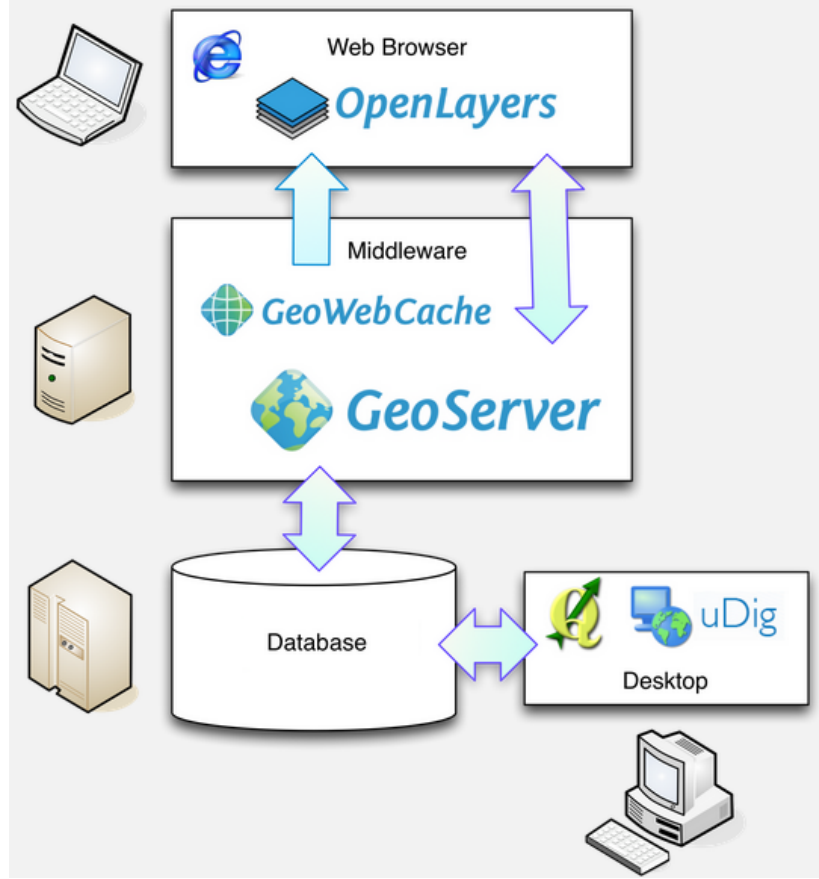 Web Browser
OpenLayers
Middleware
GeoWebCache
GeoServer
Database
uDig
Desktop